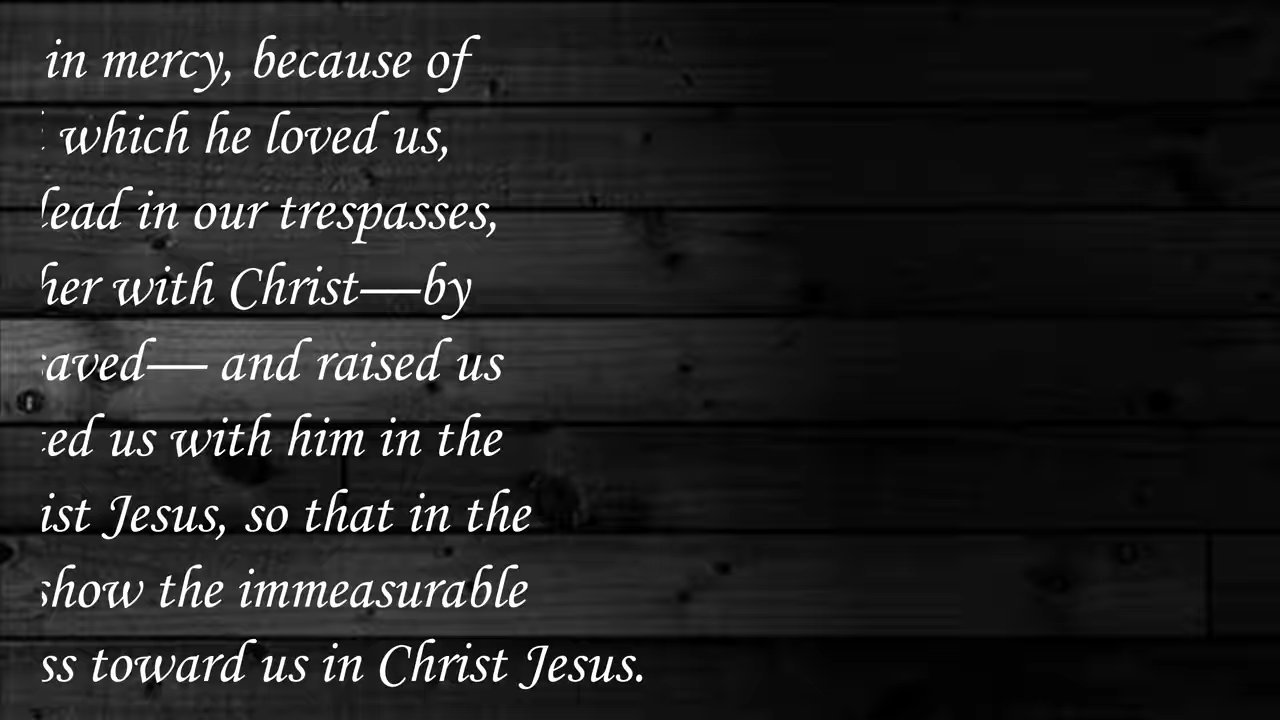 in mercy, because of
which he loved us,
ead in our trespasses,
her with Christ—by
aved— and raised us
ed us with him in the
ist Jesus, so that in the
show the immeasurable
ss toward us in Christ Jesus.